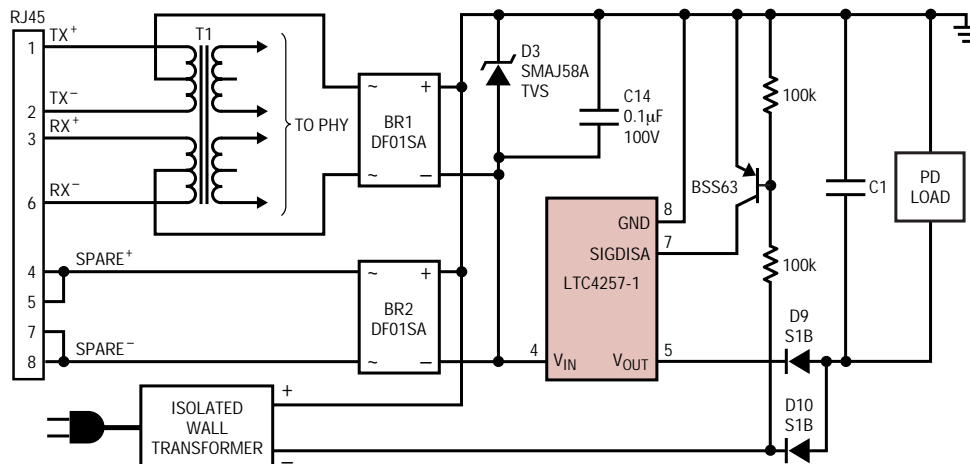 RJ45
1
TX+
2
TX−
3
RX+
6
RX−
4
SPARE+
5
7
8
SPARE−
T1
TO PHY
~
+
BR1
DF01SA
~
−
~
+
BR2
DF01SA
~
−
D3
SMAJ58A
TVS
C14
0.1µF
100V
100k
BSS63
100k
C1
PD
LOAD
GND
8
SIGDISA
7
LTC4257-1
4
VIN
VOUT
5
D9
S1B
D10
S1B
ISOLATED
WALL
TRANSFORMER
+
−